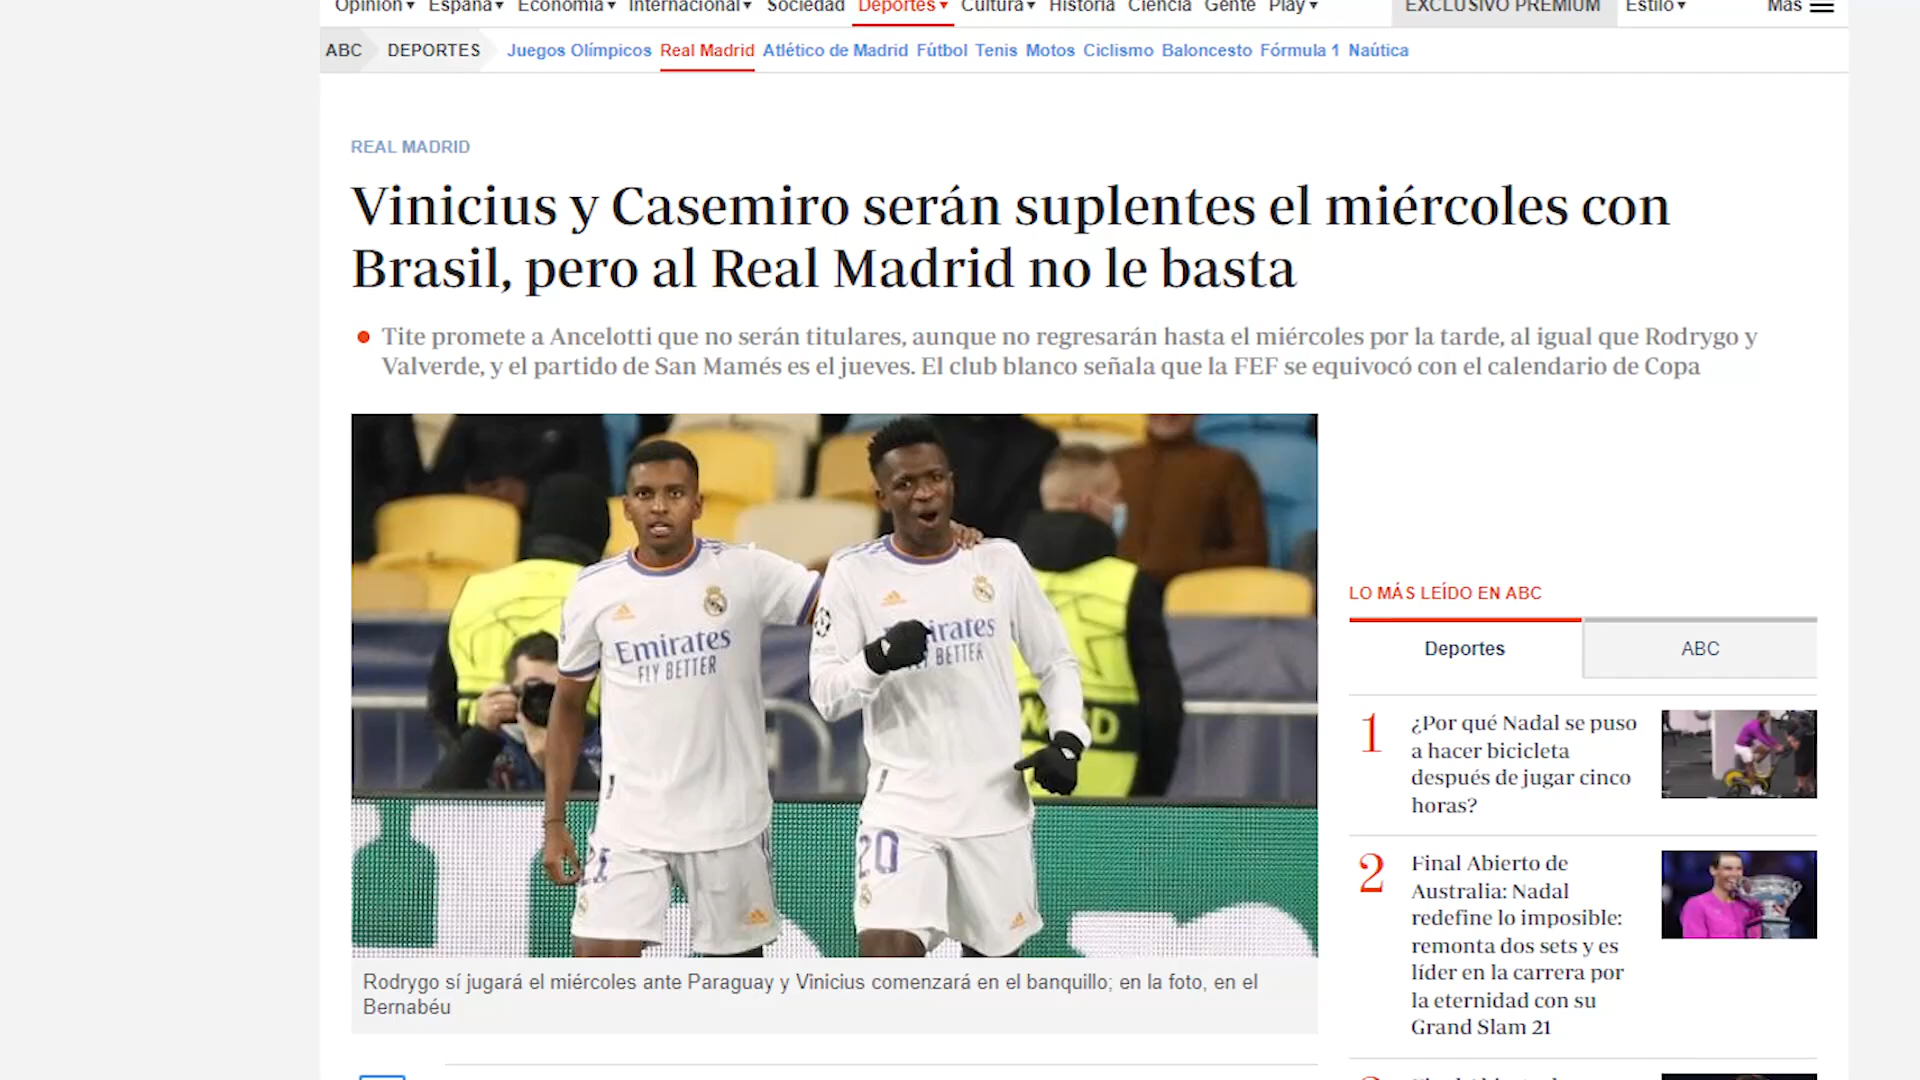 Opinión España Economía Internacional Sociedad Deportes Cultura Historia Ciencia Gente Play EXCLUSIVO PREMIUM Estilo Más
ABC DEPORTES Juegos Olímpicos Real Madrid Atlético de Madrid Fútbol Tenis Motos Ciclismo Baloncesto Fórmula 1 Naútica
REAL MADRID
Vinicius y Casemiro serán suplentes el miércoles con
Brasil, pero al Real Madrid no le basta
Tite promete a Ancelotti que no serán titulares, aunque no regresarán hasta el miércoles por la tarde, al igual que Rodrygo y
Valverde, y el partido de San Mamés es el jueves. El club blanco señala que la FEF se equivocó con el calendario de Copa
Emirates
FLY BETTER
21
BETTER
20
Rodrygo sí jugará el miércoles ante Paraguay y Vinicius comenzará en el banquillo; en la foto, en el
Bernabéu
LO MÁS LEÍDO EN ABC
Deportes ABC
1
¿Por qué Nadal se puso
a hacer bicicleta
después de jugar cinco
horas?
2
Final Abierto de
Australia: Nadal
redefine lo imposible:
remonta dos sets y es
líder en la carrera por
la eternidad con su
Grand Slam 21